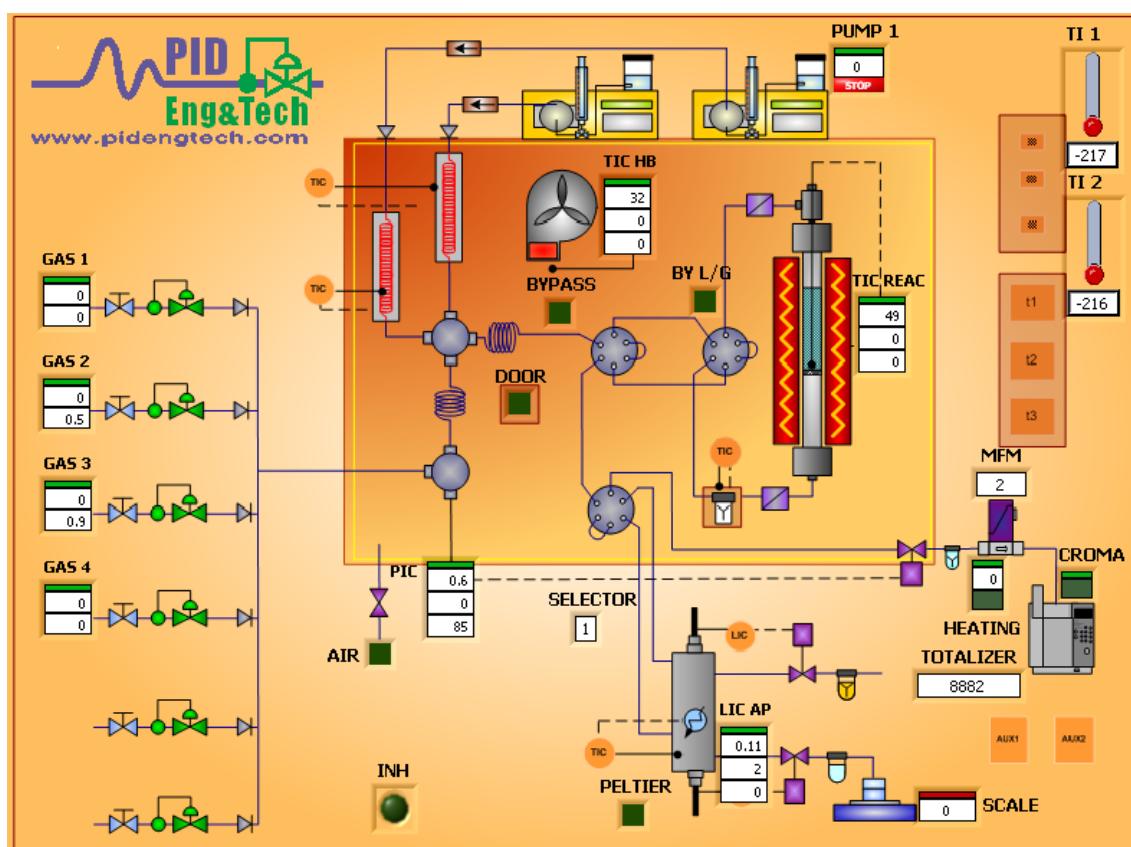 PID
Eng&Tech
www.pidengtech.com
PUMP 1
0
STOP
TI 1
-217
TI 2
-216
TIC
TIC
TIC HB
32
0
0
BYPASS
BY L/G
TIC REAC
49
0
0
t1
t2
t3
GAS 1
0
0
GAS 2
0
0.5
GAS 3
0
0.9
GAS 4
0
0
DOOR
TIC
MFM
2
PIC
0.6
0
85
AIR
SELECTOR
1
0
HEATING
CROMA
TOTALIZER
8882
LIC
TIC
LIC AP
0.11
2
0
PELTIER
INH
AUX1
AUX2
0
SCALE